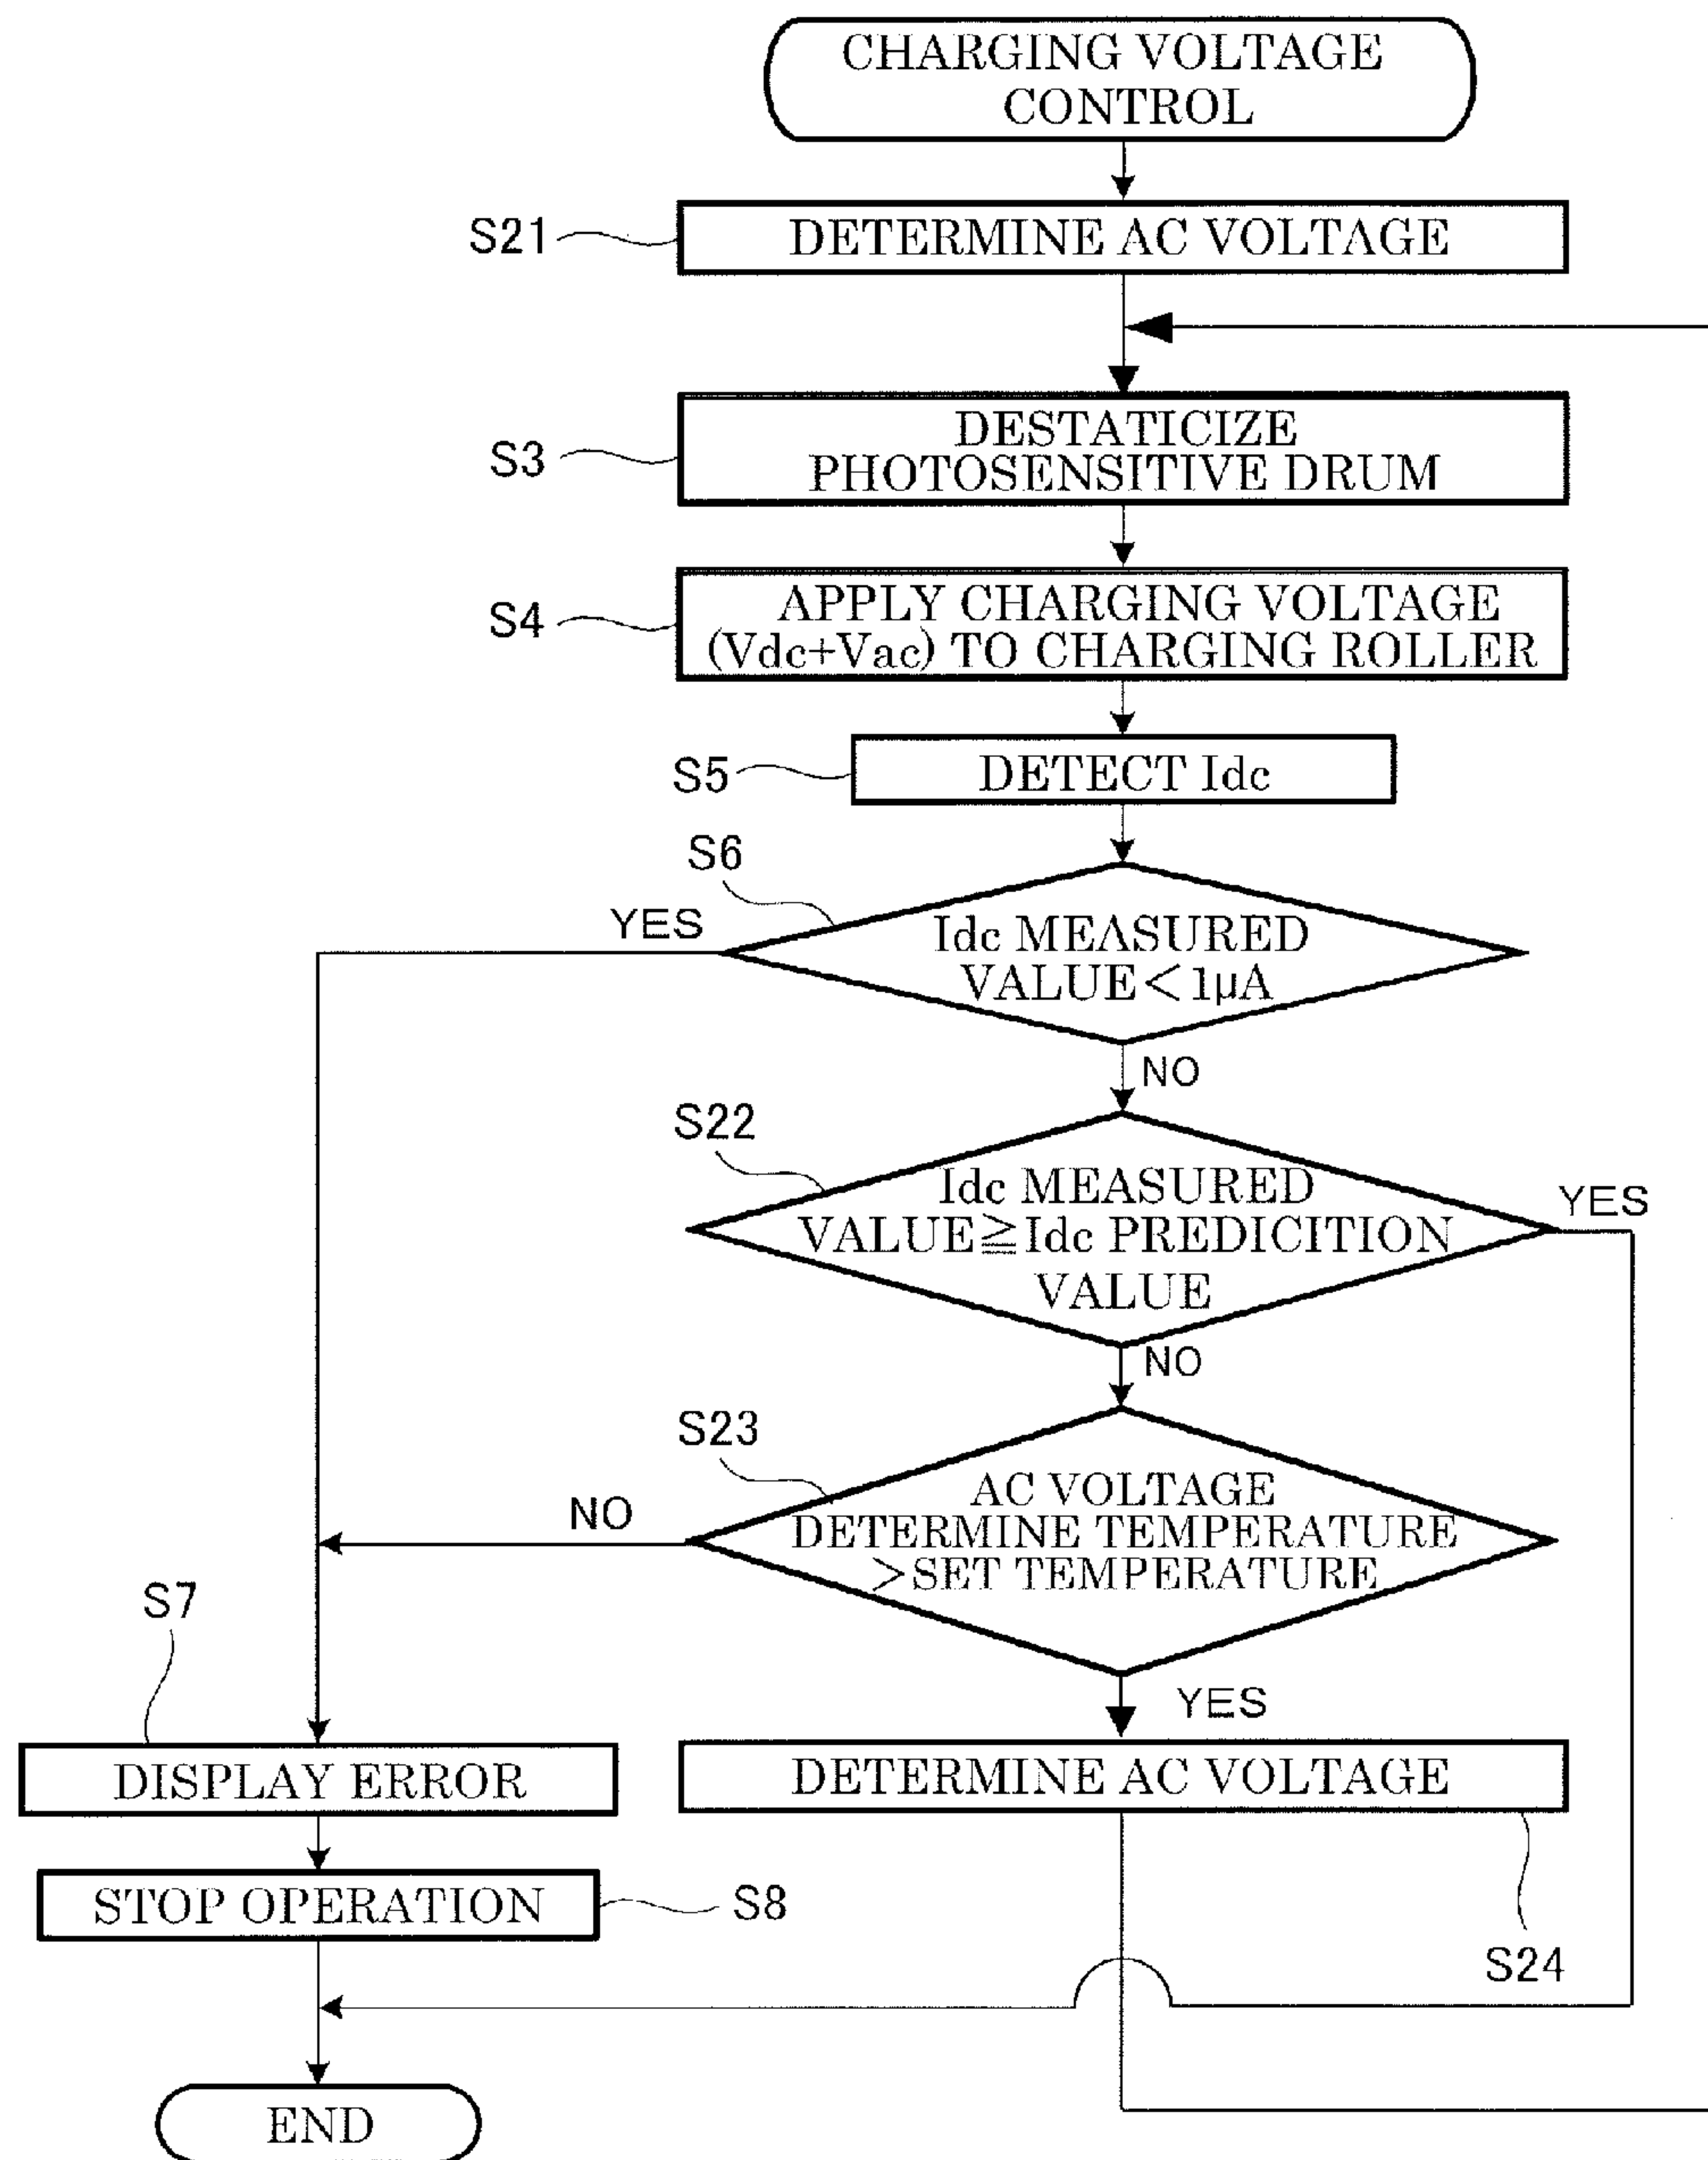 CHARGING VOLTAGE
CONTROL
S21
DETERMINE AC VOLTAGE
S3
DESTATICIZE
PHOTOSENSITIVE DRUM
S4
APPLY CHARGING VOLTAGE
(Vdc+Vac) TO CHARGING ROLLER
S5
DETECT Idc
S6
YES
Idc MEASURED
VALUE<1µA
NO
S22
Idc MEASURED
VALUE≧Idc PREDICITION
VALUE
YES
NO
S23
AC VOLTAGE
DETERMINE TEMPERATURE
>SET TEMPERATURE
NO
YES
S7
DISPLAY ERROR
DETERMINE AC VOLTAGE
STOP OPERATION
S8
S24
END